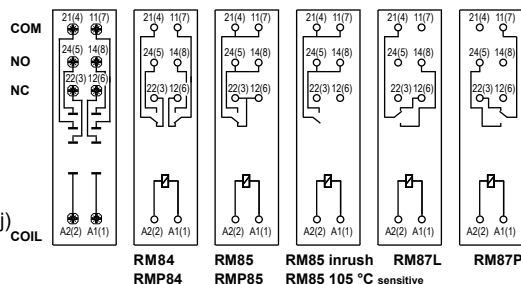 21(4) 11(7) 21(4) 11(7) 21(4) 11(7) 21(4) 11(7) 21(4) 11(7) 21(4) 11(7)
COM
24(5) 14(8) 24(5) 14(8) 24(5) 14(8) 24(5) 14(8) 24(5) 14(8) 24(5) 14(8)
NO
22(3) 12(6) 22(3) 12(6) 22(3) 12(6) 22(3) 12(6) 22(3) 12(6) 22(3) 12(6)
NC
j)
COIL
A2(2) A1(1) A2(2) A1(1) A2(2) A1(1) A2(2) A1(1) A2(2) A1(1) A2(2) A1(1)
RM84 RM85 RM85 inrush RM87L RM87P
RMP84 RMP85 RM85 105 °C sensitive